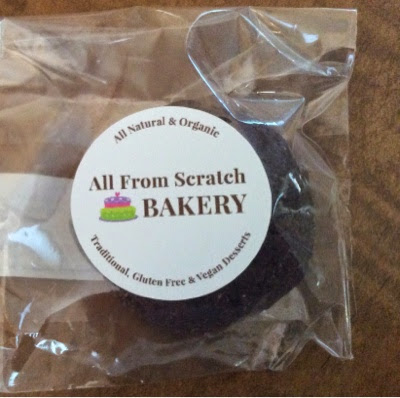 All Natural & Organic
All From Scratch
BAKERY
Traditional, Gluten Free & Vegan Desserts